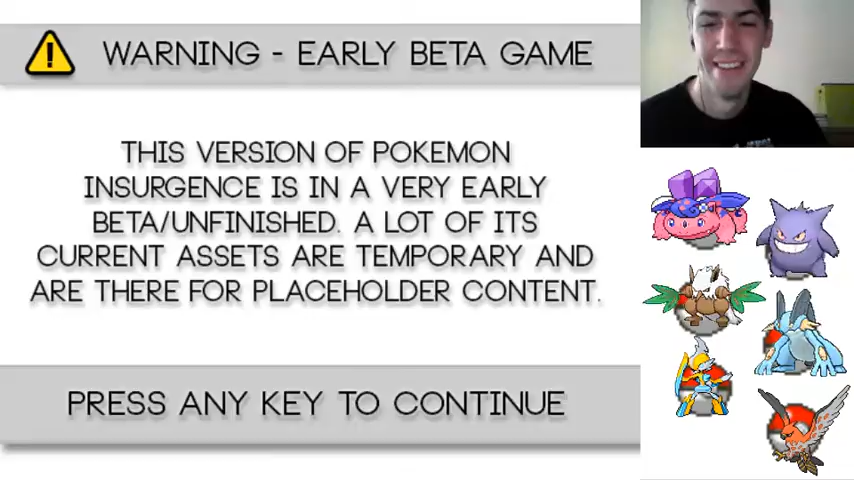 WARNING - EARLY BETA GAME
THIS VERSION OF POKEMON
INSURGENCE IS IN A VERY EARLY
BETA/UNFINISHED. A LOT OF ITS
CURRENT ASSETS ARE TEMPORARY AND
ARE THERE FOR PLACEHOLDER CONTENT.
PRESS ANY KEY TO CONTINUE